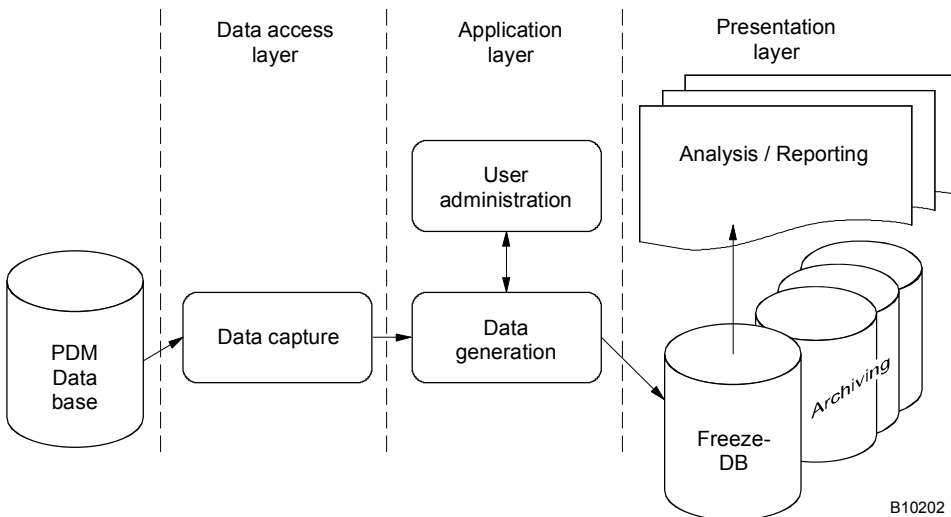 Data access
layer
Application
layer
Presentation
layer
Analysis / Reporting
User
administration
PDM
Data
base
Data capture
Data
generation
Freeze-
DB
Archiving
B10202